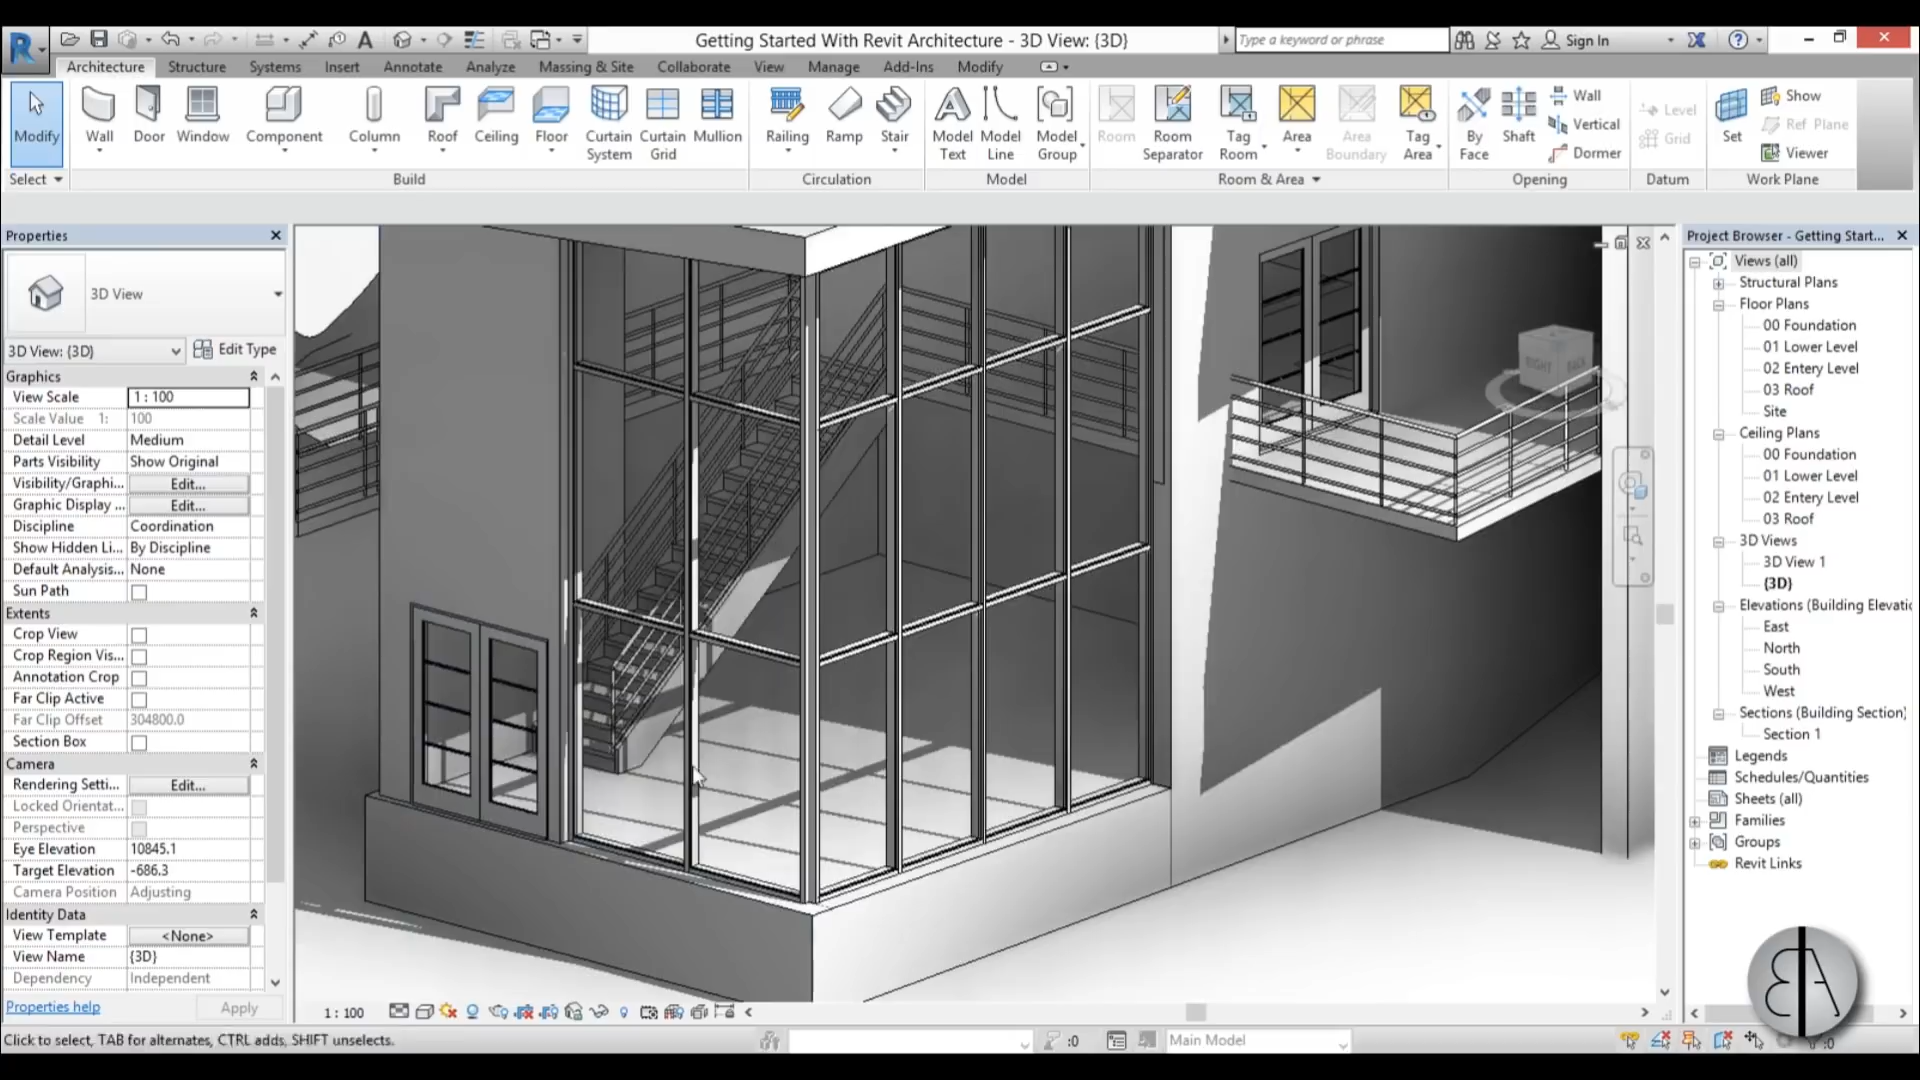 Getting Started With Revit Architecture - 3D View: {3D}
Type a keyword or phrase
Sign In
Architecture Structure Systems Insert Annotate Analyze Massing & Site Collaborate View Manage Add-Ins Modify
Modify Wall Door Window Component Column Roof Ceiling Floor Curtain System Curtain Grid Mullion Railing Ramp Stair Model Text Model Line Model Group Room Room Separator Tag Room Area Area Boundary Tag Area By Face Shaft Wall Vertical Dormer Level Grid Set Show Ref Plane Viewer
Select Build Circulation Model Room & Area Opening Datum Work Plane
Properties
3D View
3D View: {3D} Edit Type
Graphics
View Scale 1 : 100
Scale Value 1: 100
Detail Level Medium
Parts Visibility Show Original
Visibility/Graphi... Edit...
Graphic Display ... Edit...
Discipline Coordination
Show Hidden Li... By Discipline
Default Analysis... None
Sun Path
Extents
Crop View
Crop Region Vis...
Annotation Crop
Far Clip Active
Far Clip Offset 304800.0
Section Box
Camera
Rendering Setti... Edit...
Locked Orientat...
Perspective
Eye Elevation 10845.1
Target Elevation -686.3
Camera Position Adjusting
Identity Data
View Template <None>
View Name {3D}
Dependency Independent
Properties help Apply
RIGHT BACK
Project Browser - Getting Start...
Views (all)
Structural Plans
Floor Plans
00 Foundation
01 Lower Level
02 Entery Level
03 Roof
Site
Ceiling Plans
00 Foundation
01 Lower Level
02 Entery Level
03 Roof
3D Views
3D View 1
{3D}
Elevations (Building Elevatio
East
North
South
West
Sections (Building Section)
Section 1
Legends
Schedules/Quantities
Sheets (all)
Families
Groups
Revit Links
1 : 100
Click to select, TAB for alternates, CTRL adds, SHIFT unselects.
:0
Main Model
:0